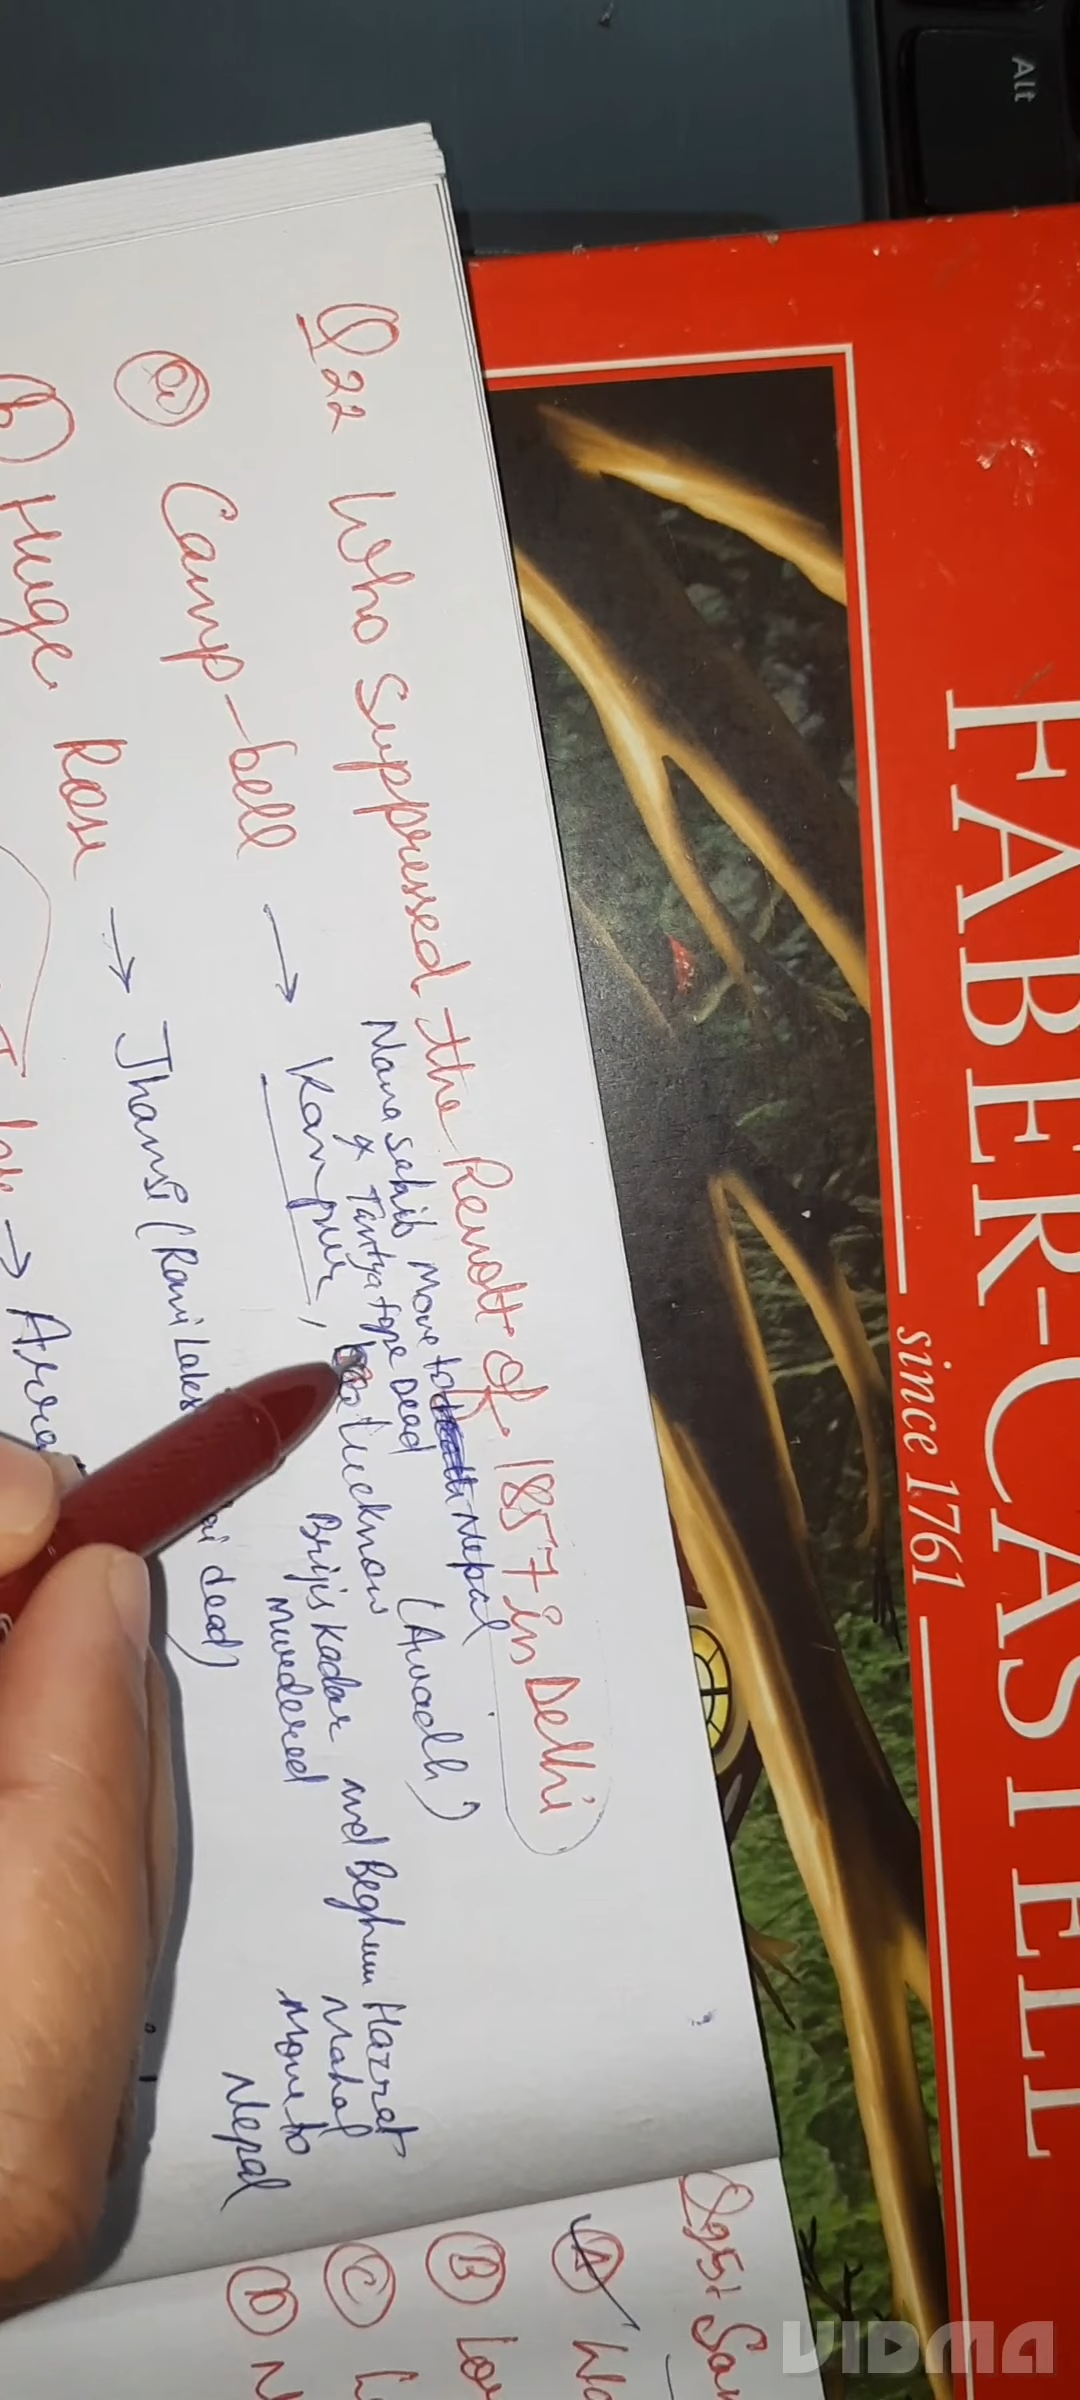 Q22 Who Suppressed the Revolt of 1857 in Delhi
Nana sahib move to Nepal
(Awadh)
& Tantya tope Dead
a) Camp-bell → Kanpur, Lucknow
Brijis Kadar and Beghum Hazrat
murdered
Mahal
move to
Nepal
b) Huge Rose → Jhansi (Rani
dead)
→
Q25
A
B
C
D
Alt
FABER-CASTELL
since 1761
VIDMA